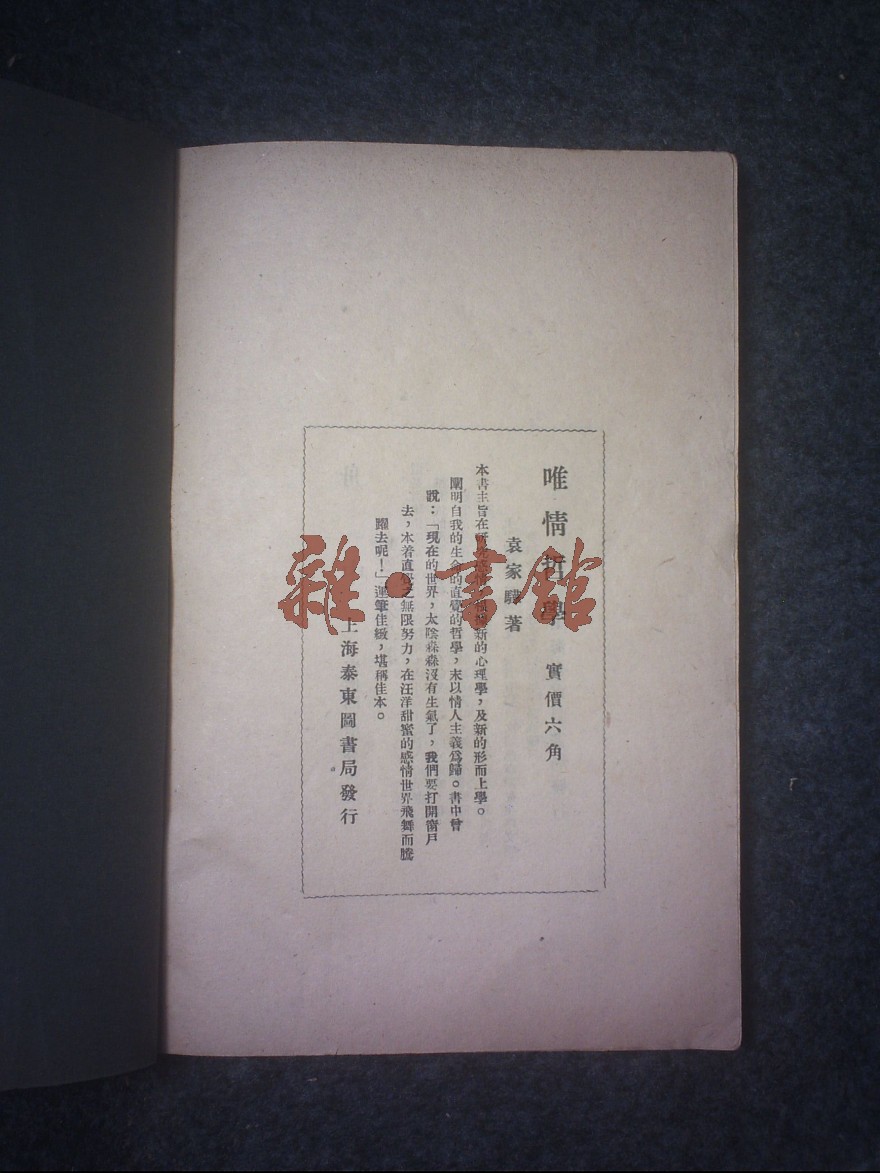 唯情哲學 實價六角
袁家驊著
本書主旨在研究感情 新的心理學，及新的形而上學。
闡明自我的生命的直覺的哲學，末以情人主義爲歸。書中曾
說：「現在的世界，太陰森森沒有生氣了，我們要打開窗戶
去，本着直覺之無限努力，在汪洋甜蜜的感情世界飛舞而騰
躍去呢！」運筆佳緻，堪稱佳本。
上海泰東圖書局發行
雜·書館